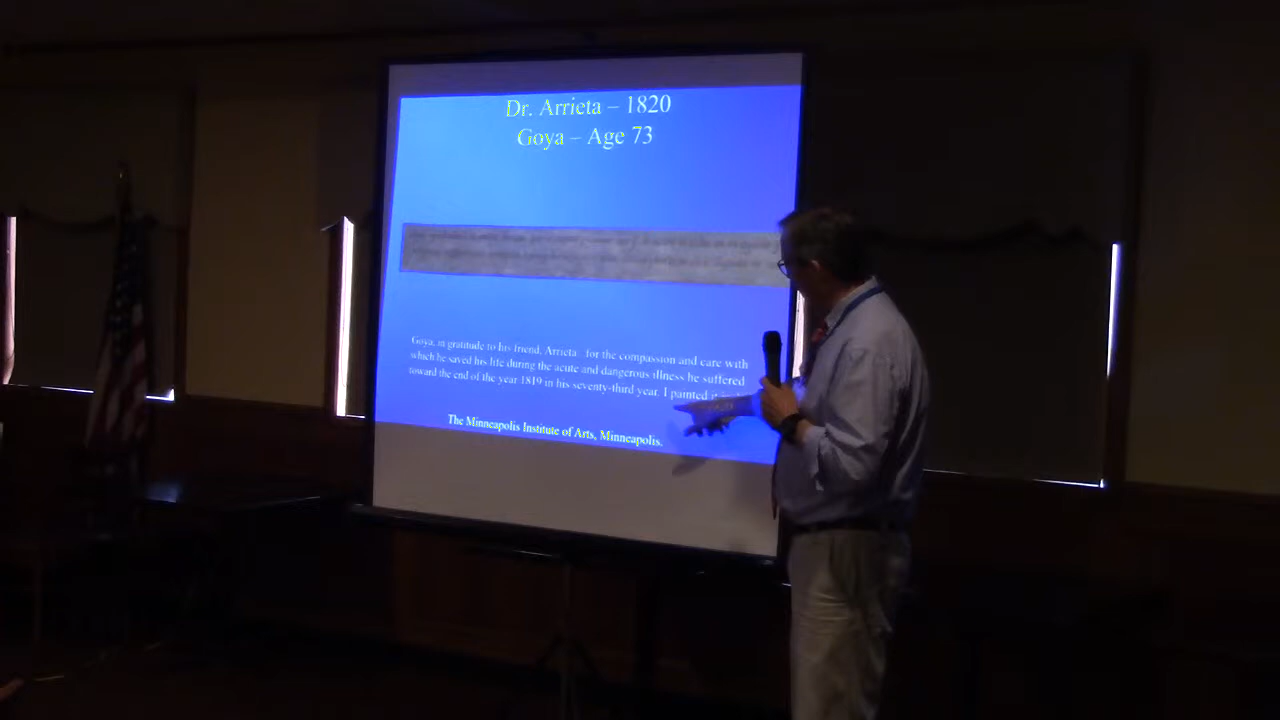 Dr. Arrieta – 1820
Goya – Age 73
Goya, in gratitude to his friend, Arrieta for the compassion and care with
which he saved his life during the acute and dangerous illness he suffered
toward the end of the year 1819 in his seventy-third year. I painted
The Minneapolis Institute of Arts, Minneapolis.